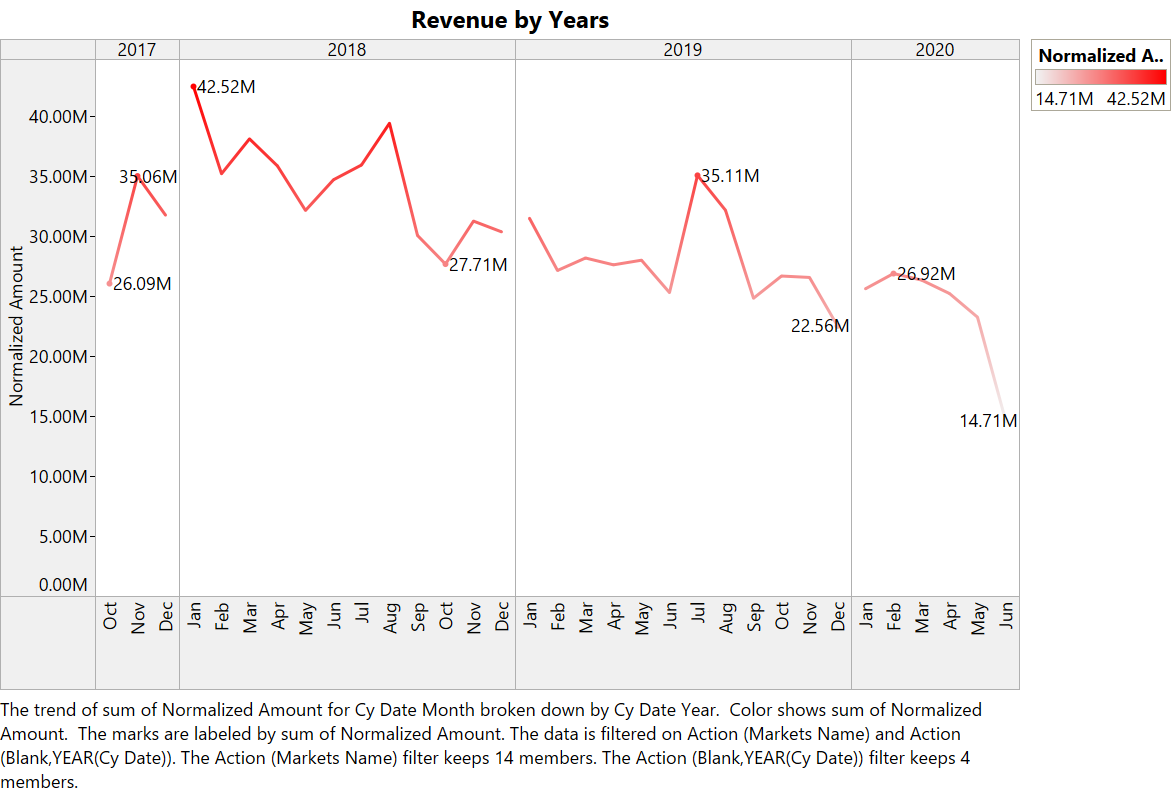 Revenue by Years
2017 2018 2019 2020
Normalized A..
14.71M 42.52M
Normalized Amount
40.00M
35.00M
30.00M
25.00M
20.00M
15.00M
10.00M
5.00M
0.00M
42.52M
35.06M
35.11M
27.71M
26.92M
26.09M
22.56M
14.71M
Oct Nov Dec Jan Feb Mar Apr May Jun Jul Aug Sep Oct Nov Dec Jan Feb Mar Apr May Jun Jul Aug Sep Oct Nov Dec Jan Feb Mar Apr May Jun
The trend of sum of Normalized Amount for Cy Date Month broken down by Cy Date Year.  Color shows sum of Normalized
Amount.  The marks are labeled by sum of Normalized Amount. The data is filtered on Action (Markets Name) and Action
(Blank,YEAR(Cy Date)). The Action (Markets Name) filter keeps 14 members. The Action (Blank,YEAR(Cy Date)) filter keeps 4
members.